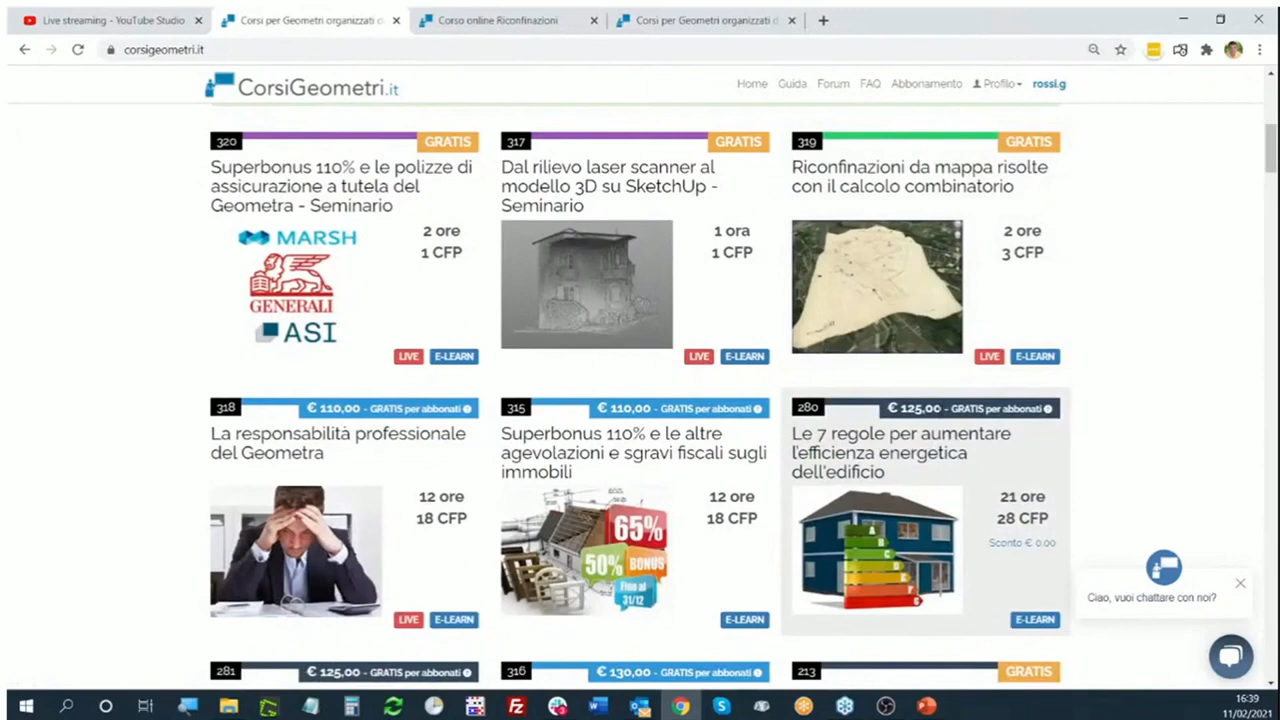 Live streaming - YouTube Studio
Corsi per Geometri organizzati d
Corso online Riconfinazioni
Corsi per Geometri organizzati d
corsigeometri.it
CorsiGeometri.it
Home Guida Forum FAQ Abbonamento Profilo rossi.g
320 GRATIS
Superbonus 110% e le polizze di
assicurazione a tutela del
Geometra - Seminario
MARSH
GENERALI
ASI
2 ore
1 CFP
LIVE E-LEARN
317 GRATIS
Dal rilievo laser scanner al
modello 3D su SketchUp -
Seminario
1 ora
1 CFP
LIVE E-LEARN
319 GRATIS
Riconfinazioni da mappa risolte
con il calcolo combinatorio
2 ore
3 CFP
LIVE E-LEARN
318 € 110,00 - GRATIS per abbonati
La responsabilità professionale
del Geometra
12 ore
18 CFP
LIVE E-LEARN
315 € 110,00 - GRATIS per abbonati
Superbonus 110% e le altre
agevolazioni e sgravi fiscali sugli
immobili
65%
50% BONUS
Fino al
31/12
12 ore
18 CFP
E-LEARN
280 € 125,00 - GRATIS per abbonati
Le 7 regole per aumentare
l'efficienza energetica
dell'edificio
21 ore
28 CFP
Sconto € 0.00
E-LEARN
Ciao, vuoi chattare con noi?
281 € 125,00 - GRATIS per abbonati
316 € 130,00 - GRATIS per abbonati
213 GRATIS
16:39
11/02/2021